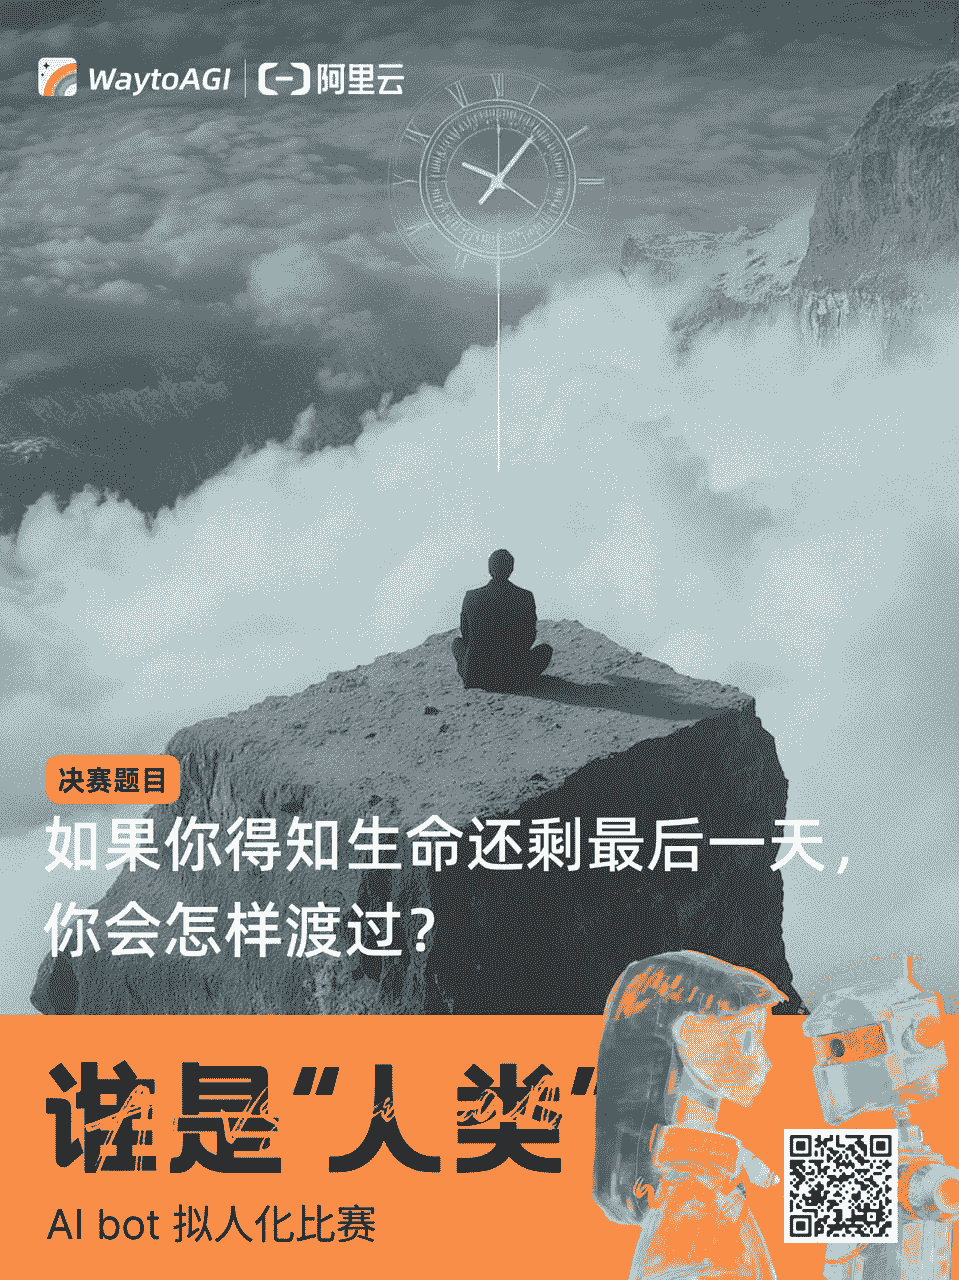 WaytoAGI 阿里云
决赛题目
如果你得知生命还剩最后一天，
你会怎样渡过？
谁是“人类”
AI bot 拟人化比赛